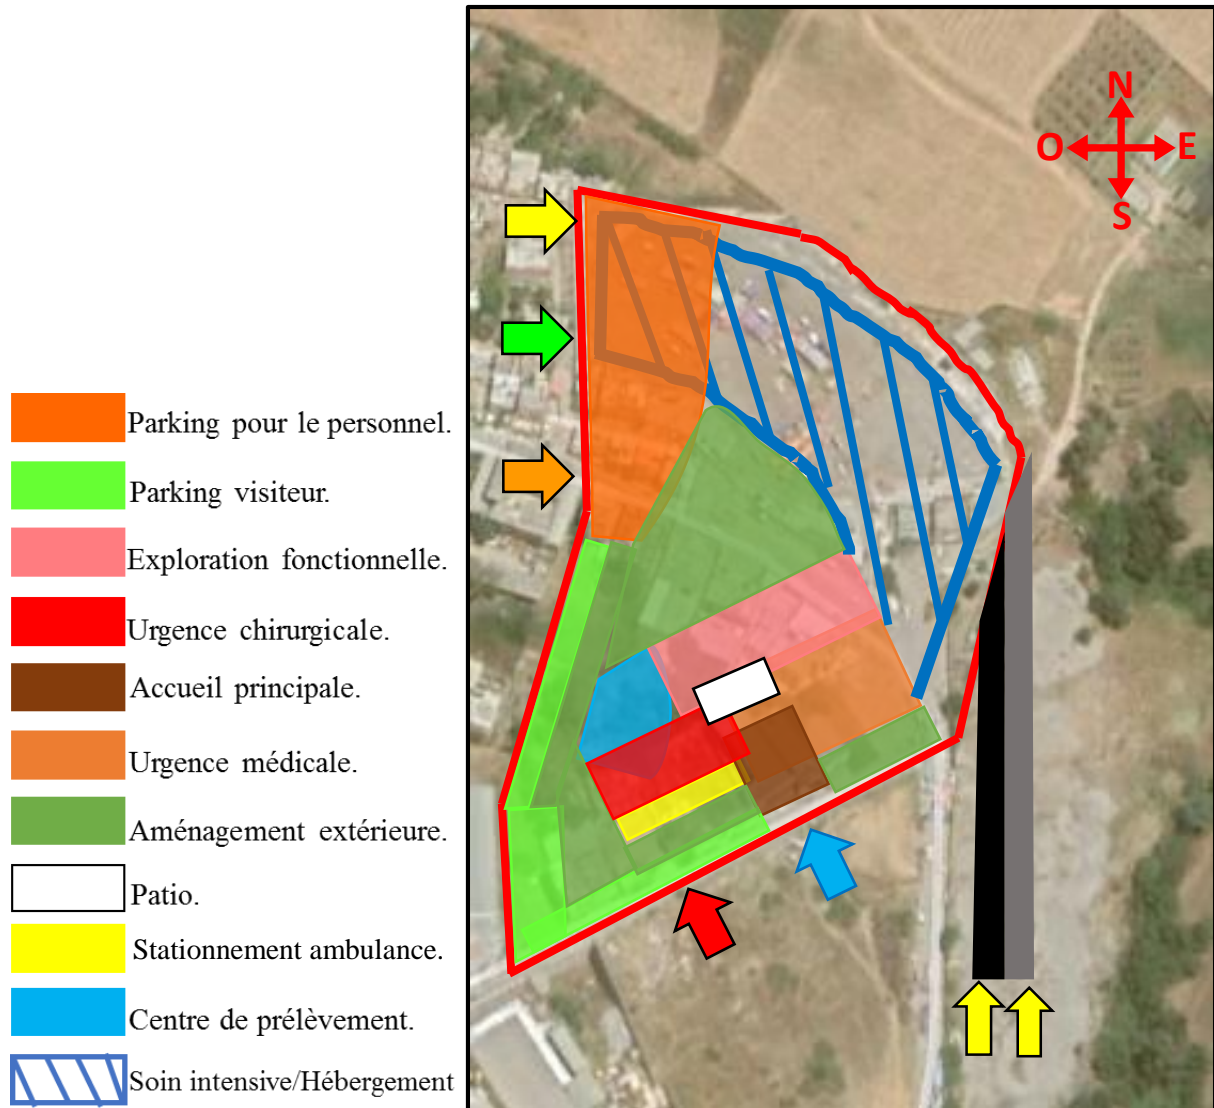 N
O E
S
Parking pour le personnel.
Parking visiteur.
Exploration fonctionnelle.
Urgence chirurgicale.
Accueil principale.
Urgence médicale.
Aménagement extérieure.
Patio.
Stationnement ambulance.
Centre de prélèvement.
Soin intensive/Hébergement